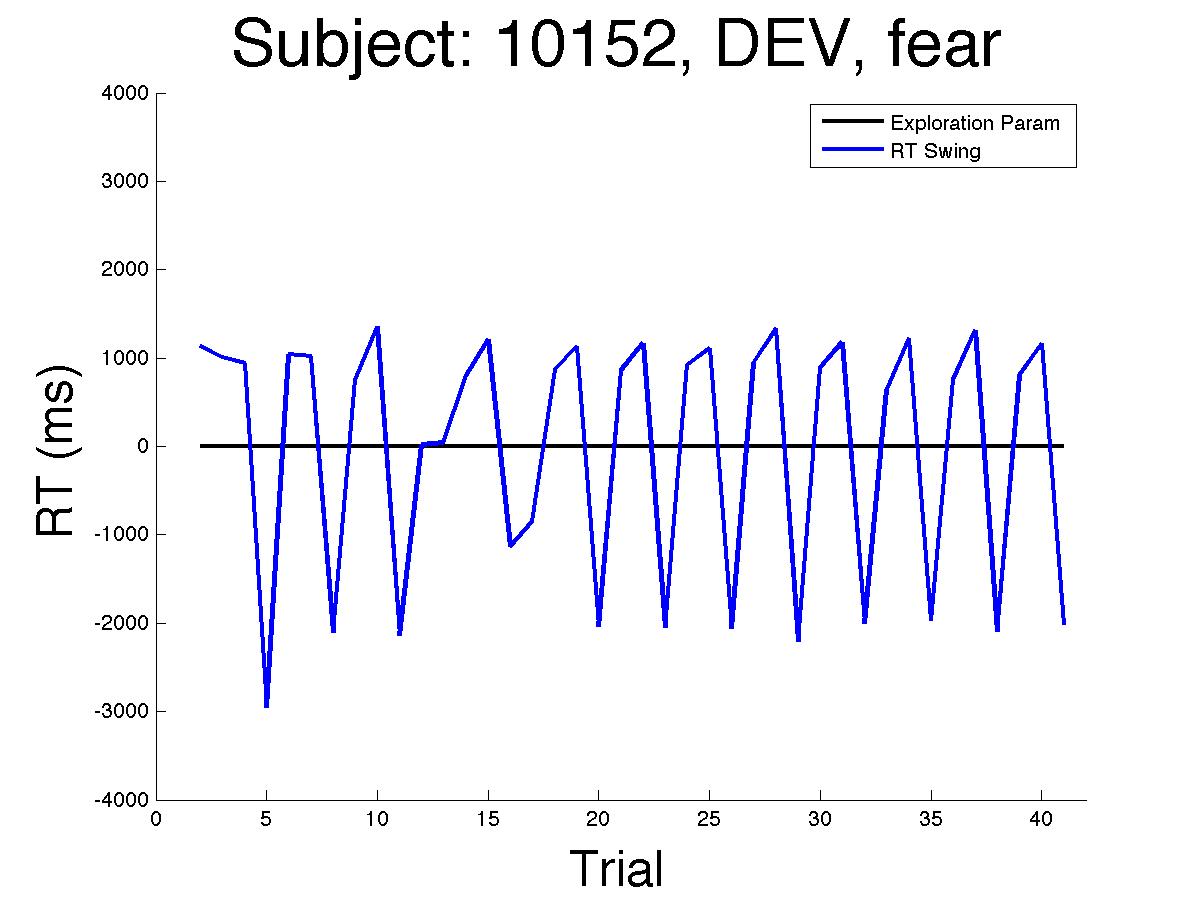 Subject: 10152, DEV, fear
Exploration Param
RT Swing
4000
3000
2000
1000
0
-1000
-2000
-3000
-4000
RT (ms)
0 5 10 15 20 25 30 35 40
Trial